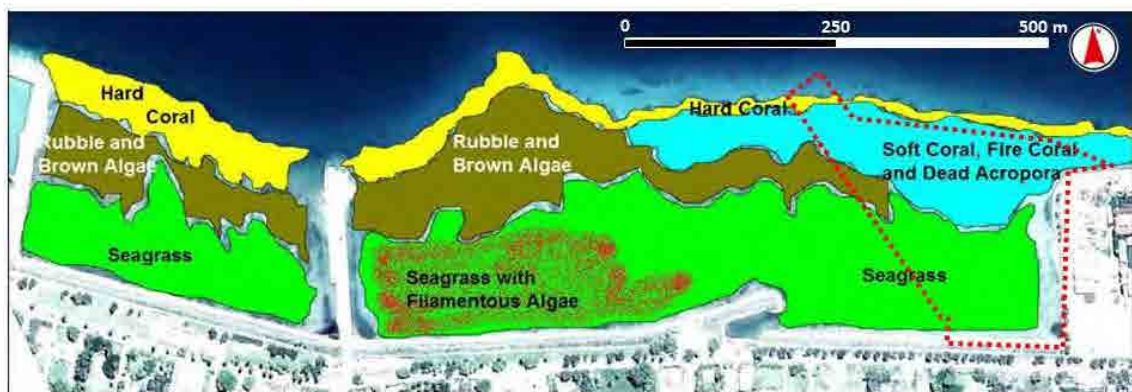 0 250 500 m
Hard
Coral
Rubble and
Brown Algae
Seagrass
Rubble and
Brown Algae
Hard Coral
Soft Coral, Fire Coral
and Dead Acropora
Seagrass with
Filamentous Algae
Seagrass